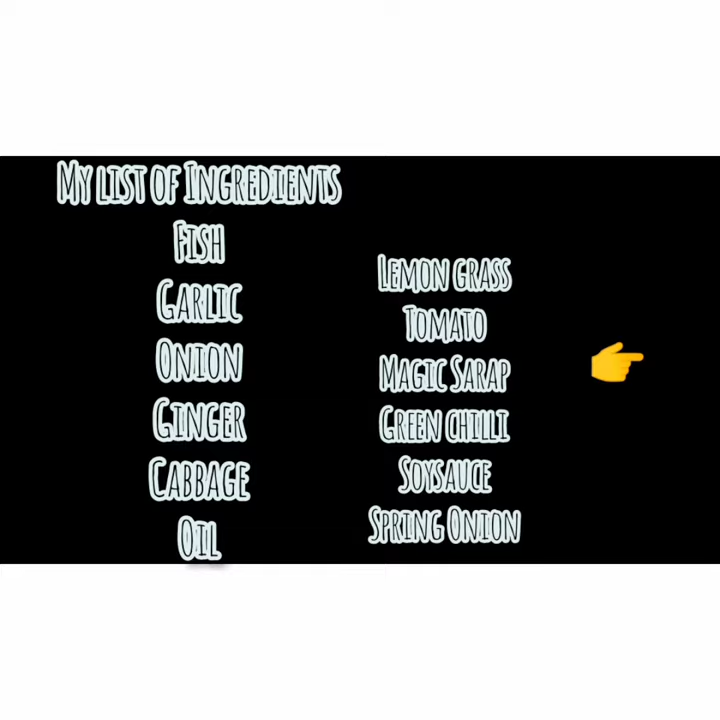 My list of Ingredients
Fish
Garlic
Onion
Ginger
Cabbage
Oil
Lemon grass
Tomato
Magic Sarap
Green chilli
Soysauce
Spring Onion